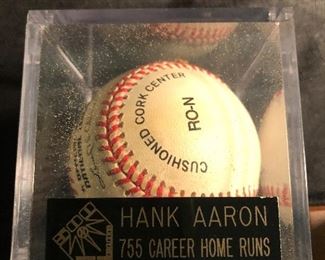 CUSHIONED CORK CENTER
RO-N
HANK AARON
755 CAREER HOME RUNS